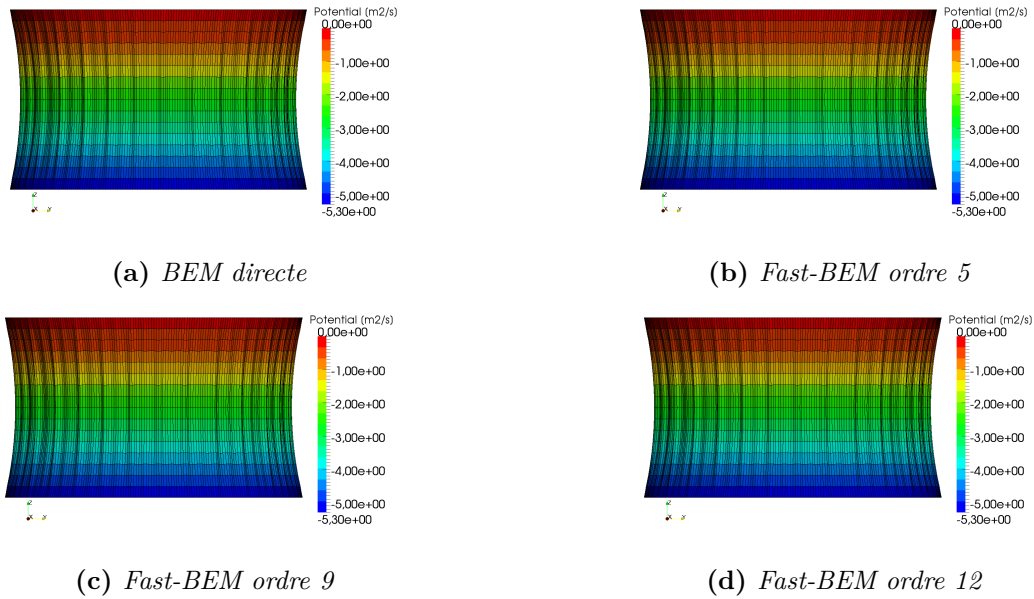 Potential (m2/s)
0,00e+00
-1,00e+00
-2,00e+00
-3,00e+00
-4,00e+00
-5,00e+00
-5,30e+00
(a) BEM directe
Potential (m2/s)
0,00e+00
-1,00e+00
-2,00e+00
-3,00e+00
-4,00e+00
-5,00e+00
-5,30e+00
(b) Fast-BEM ordre 5
Potential (m2/s)
0,00e+00
-1,00e+00
-2,00e+00
-3,00e+00
-4,00e+00
-5,00e+00
-5,30e+00
(c) Fast-BEM ordre 9
Potential (m2/s)
0,00e+00
-1,00e+00
-2,00e+00
-3,00e+00
-4,00e+00
-5,00e+00
-5,30e+00
(d) Fast-BEM ordre 12